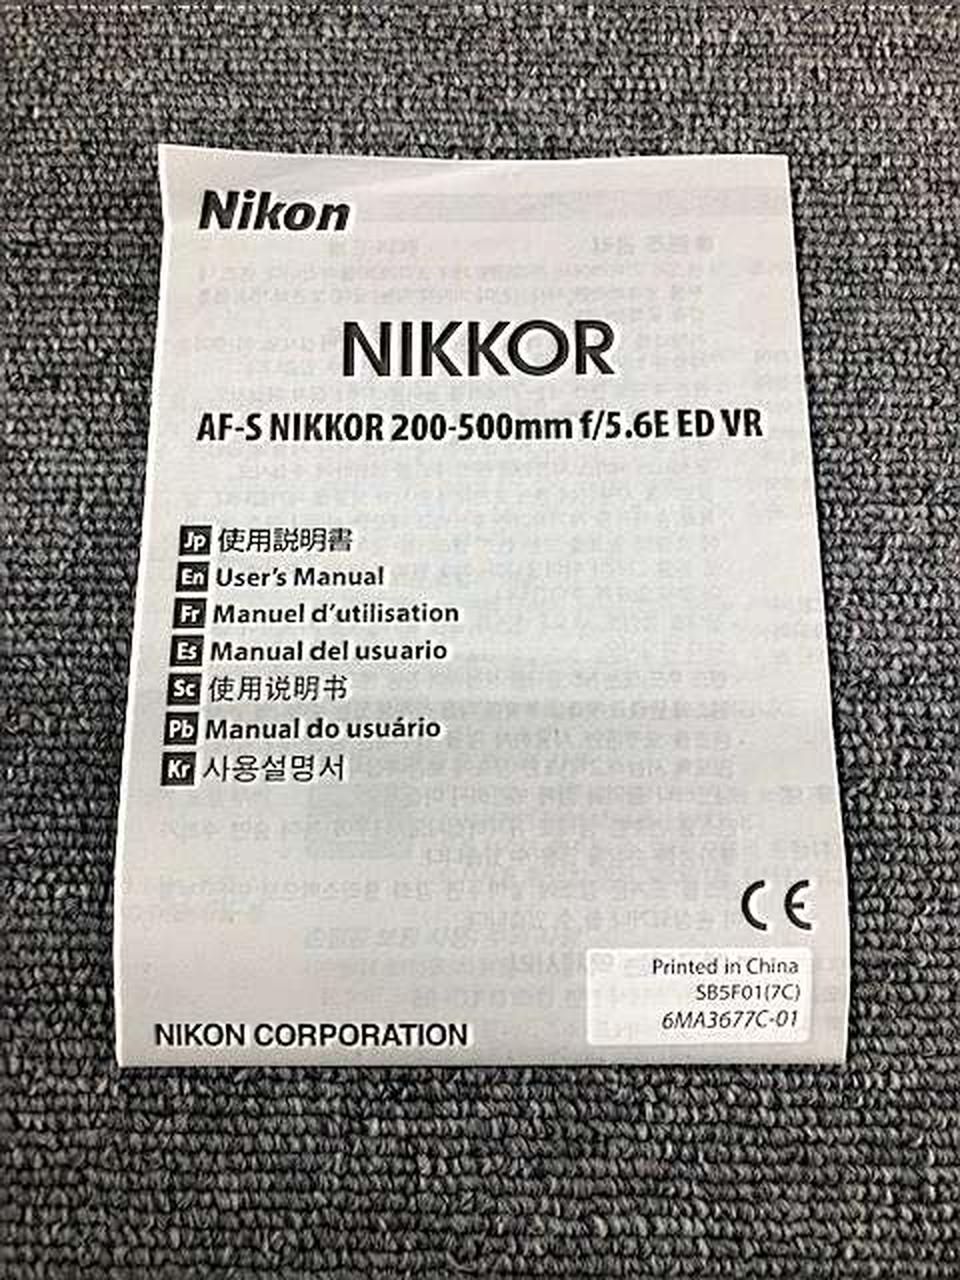 Nikon
NIKKOR
AF-S NIKKOR 200-500mm f/5.6E ED VR
Jp 使用説明書
En User's Manual
Fr Manuel d'utilisation
Es Manual del usuario
Sc 使用说明书
Pb Manual do usuário
Kr 사용설명서
CE
Printed in China
SB5F01(7C)
6MA3677C-01
NIKON CORPORATION